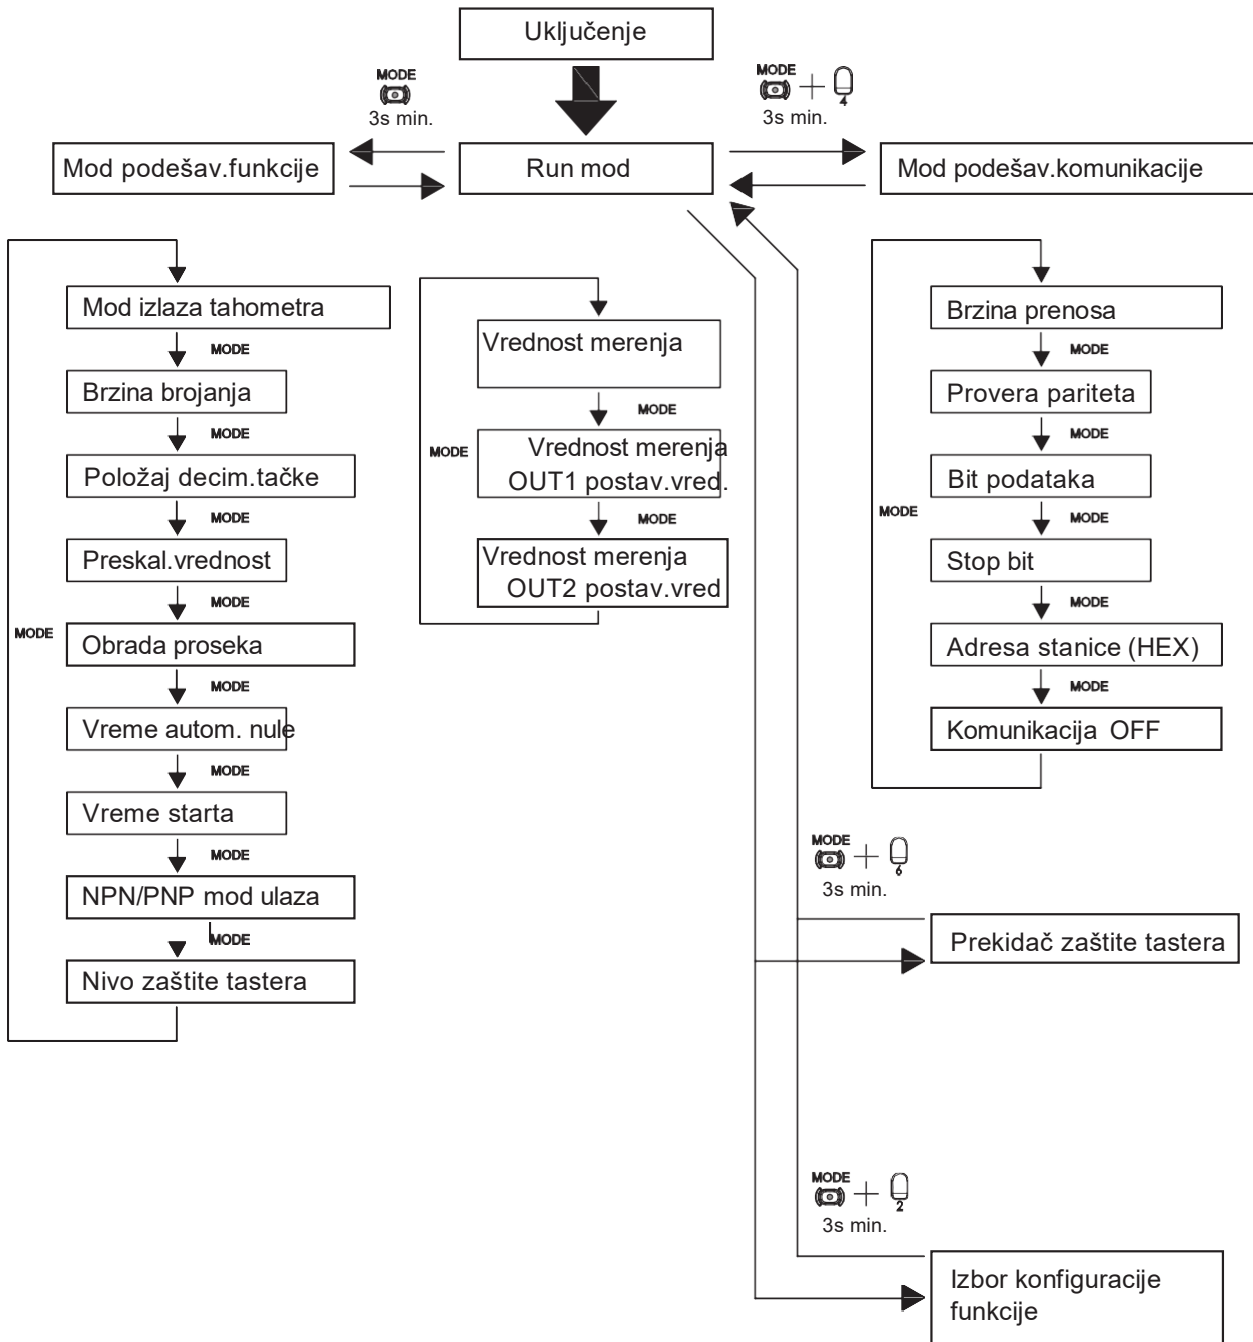 Uključenje
MODE
3s min.
MODE
4
3s min.
Mod podešav.funkcije
Run mod
Mod podešav.komunikacije
Mod izlaza tahometra
MODE
Brzina brojanja
MODE
Položaj decim.tačke
MODE
Preskal.vrednost
MODE
MODE
Obrada proseka
MODE
Vreme autom. nule
MODE
Vreme starta
MODE
NPN/PNP mod ulaza
MODE
Nivo zaštite tastera
Vrednost merenja
MODE
MODE
Vrednost merenja
OUT1 postav.vred.
MODE
Vrednost merenja
OUT2 postav.vred
Brzina prenosa
MODE
Provera pariteta
MODE
Bit podataka
MODE
MODE
Stop bit
MODE
Adresa stanice (HEX)
MODE
Komunikacija OFF
MODE
6
3s min.
Prekidač zaštite tastera
MODE
2
3s min.
Izbor konfiguracije
funkcije